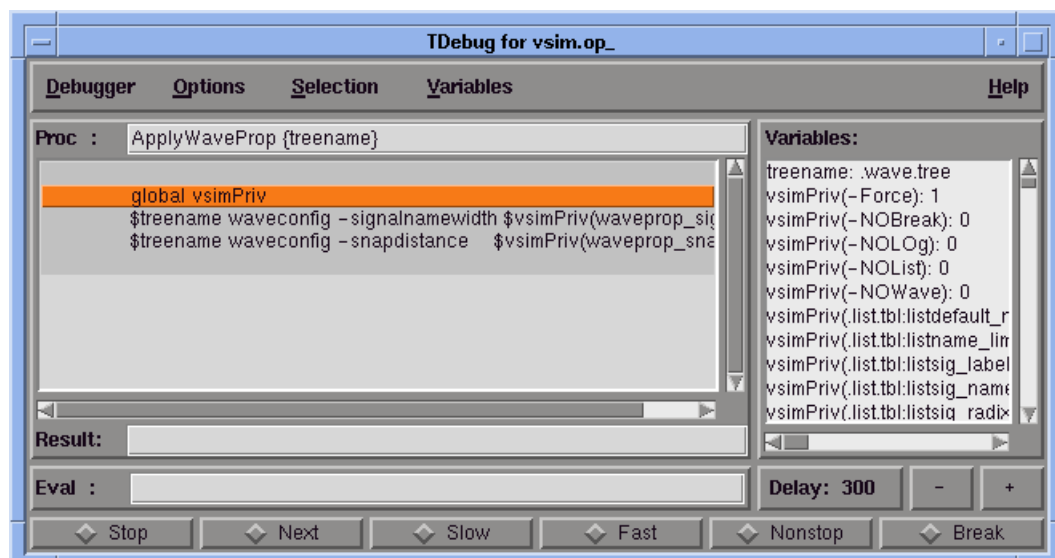 TDebug for vsim.op_
Debugger Options Selection Variables Help
Proc : ApplyWaveProp {treename}
global vsimPriv
$treename waveconfig -signalnamewidth $vsimPriv(waveprop_sig
$treename waveconfig -snapdistance $vsimPriv(waveprop_sna
Result:
Eval :
Variables:
treename: .wave.tree
vsimPriv(-Force): 1
vsimPriv(-NOBreak): 0
vsimPriv(-NOLOg): 0
vsimPriv(-NOList): 0
vsimPriv(-NOWave): 0
vsimPriv(.list.tbl:listdefault_r
vsimPriv(.list.tbl:listname_lim
vsimPriv(.list.tbl:listsig_label
vsimPriv(.list.tbl:listsig_name
vsimPriv(.list.tbl:listsig_radix
Delay: 300 - +
Stop Next Slow Fast Nonstop Break